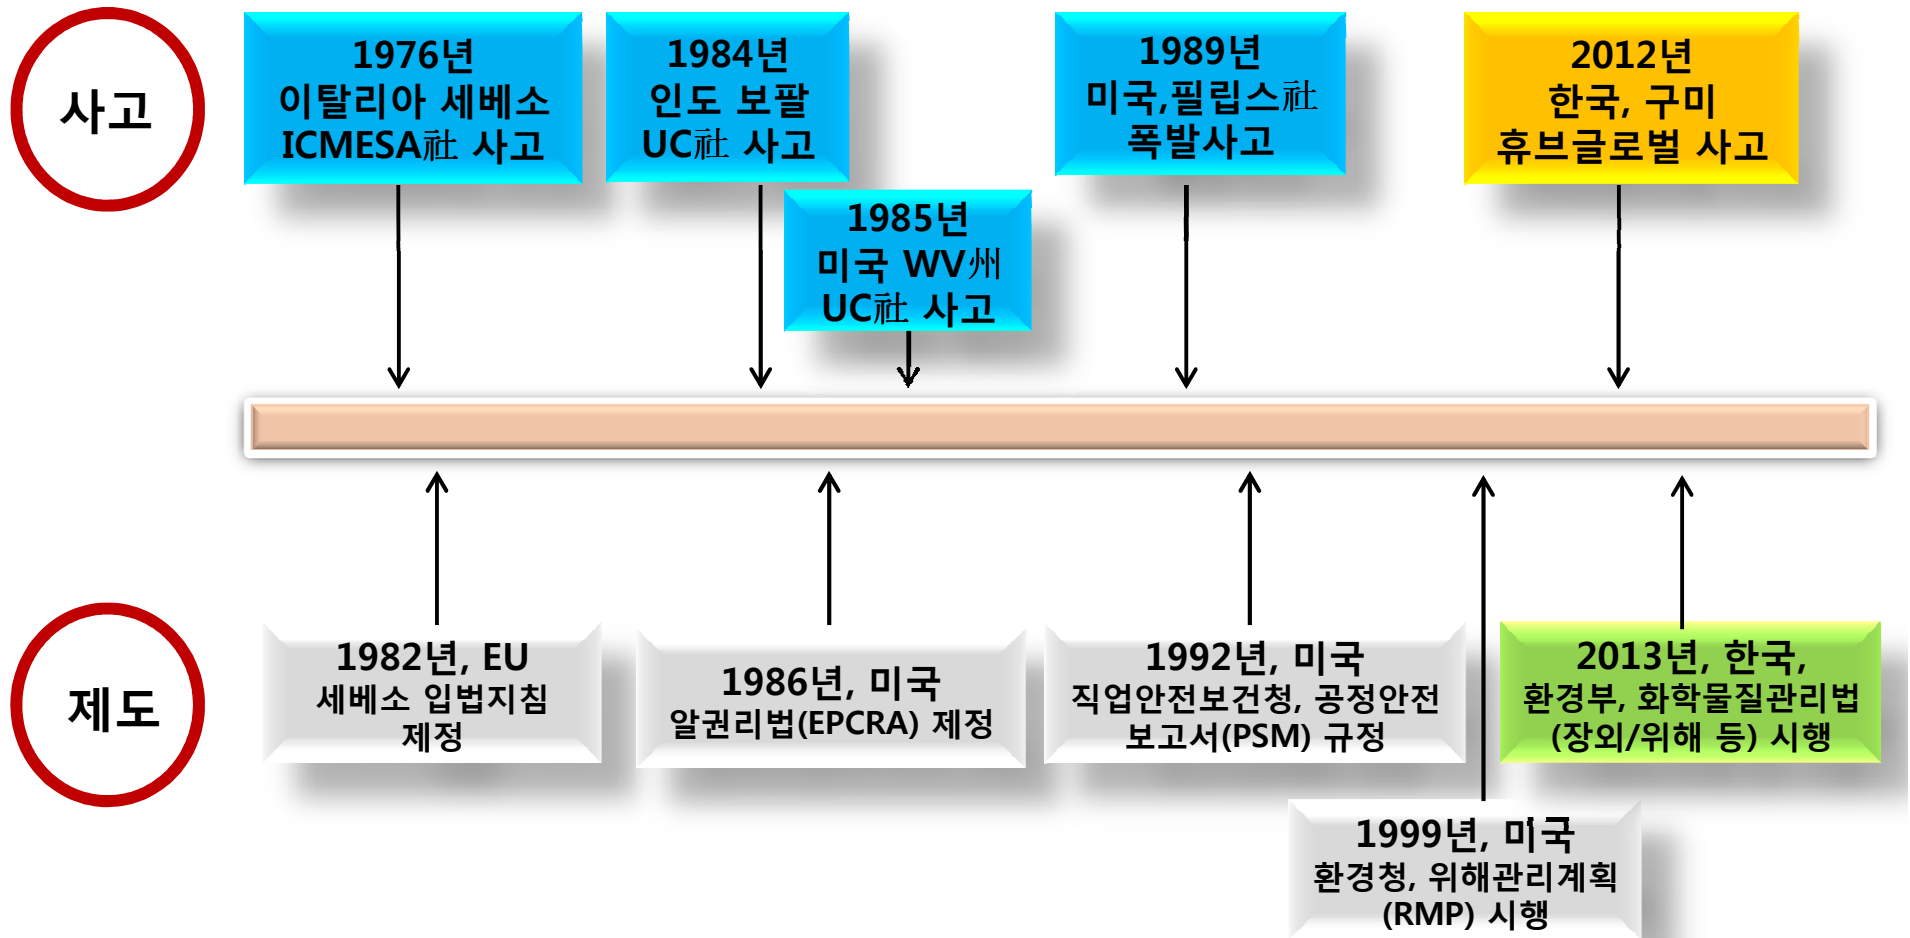 사고
1976년
이탈리아 세베소
ICMESA社 사고
1984년
인도 보팔
UC社 사고
1985년
미국 WV州
UC社 사고
1989년
미국,필립스社
폭발사고
2012년
한국, 구미
휴브글로벌 사고
제도
1982년, EU
세베소 입법지침
제정
1986년, 미국
알권리법(EPCRA) 제정
1992년, 미국
직업안전보건청, 공정안전
보고서(PSM) 규정
1999년, 미국
환경청, 위해관리계획
(RMP) 시행
2013년, 한국,
환경부, 화학물질관리법
(장외/위해 등) 시행